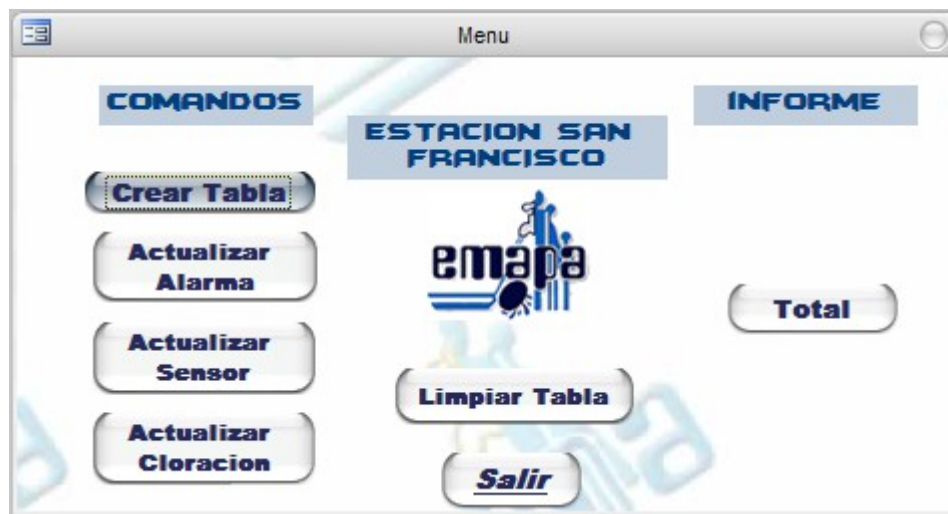 Menu
COMANDOS
Crear Tabla
Actualizar
Alarma
Actualizar
Sensor
Actualizar
Cloracion
ESTACION SAN
FRANCISCO
emapa
Limpiar Tabla
Salir
INFORME
Total